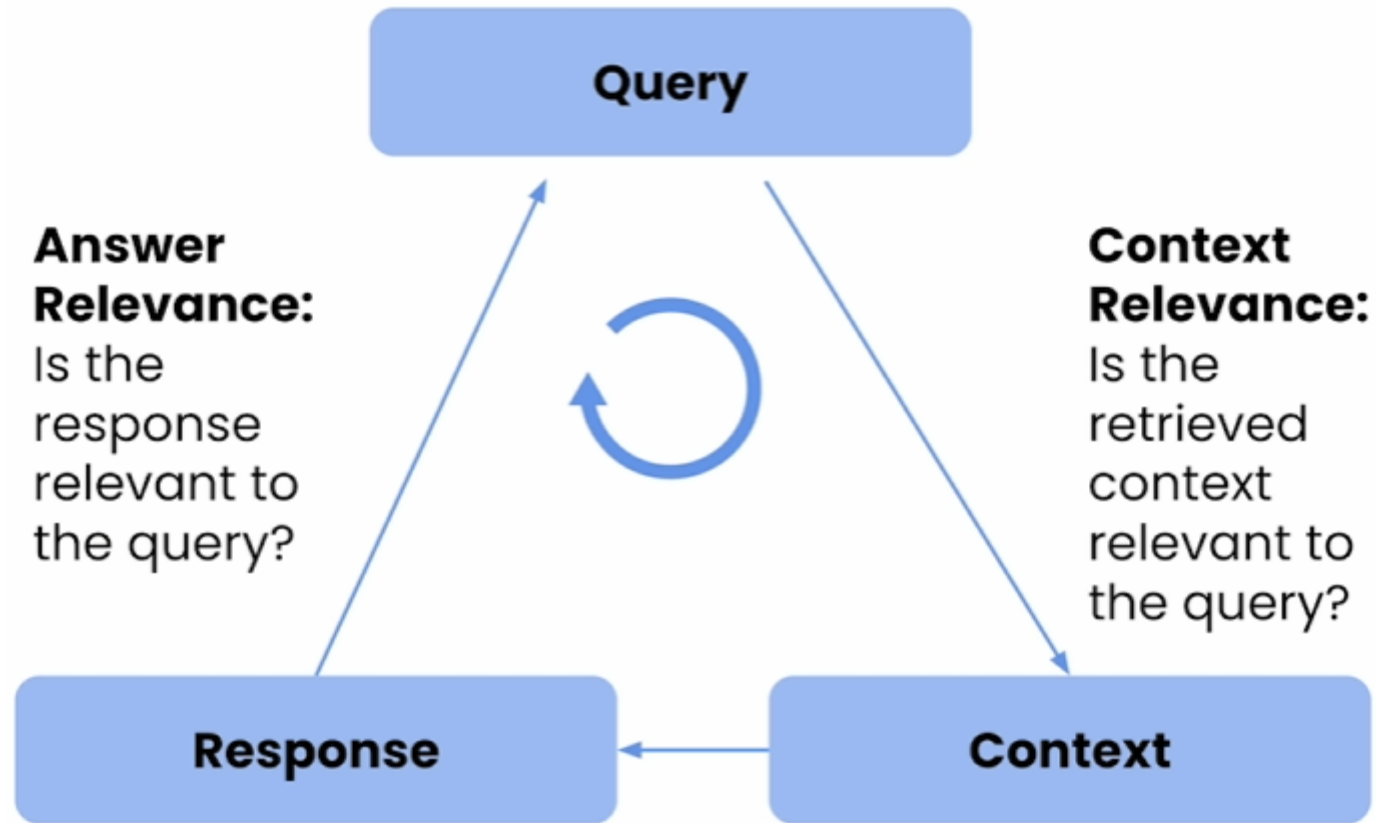 Query
Answer
Relevance:
Is the
response
relevant to
the query?
Context
Relevance:
Is the
retrieved
context
relevant to
the query?
Response
Context